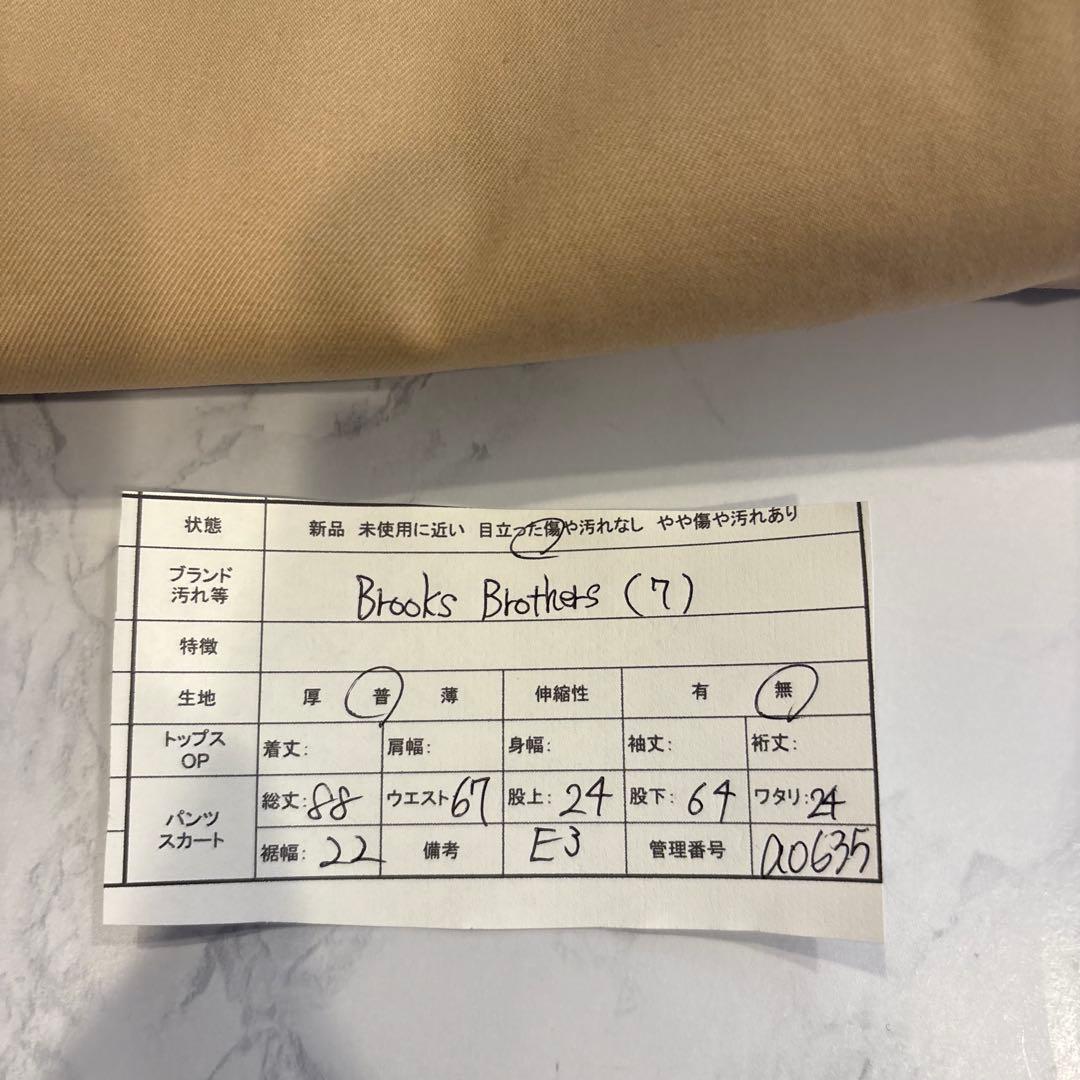 状態 新品 未使用に近い 目立った傷や汚れなし やや傷や汚れあり
ブランド 汚れ等 Brooks Brothers (7)
特徴
生地 厚 普 薄 伸縮性 有 無
トップス OP 着丈: 肩幅: 身幅: 袖丈: 裄丈:
パンツ スカート 総丈:88 ウエスト67 股上:24 股下:64 ワタリ:24
裾幅:22 備考 E3 管理番号 a0635